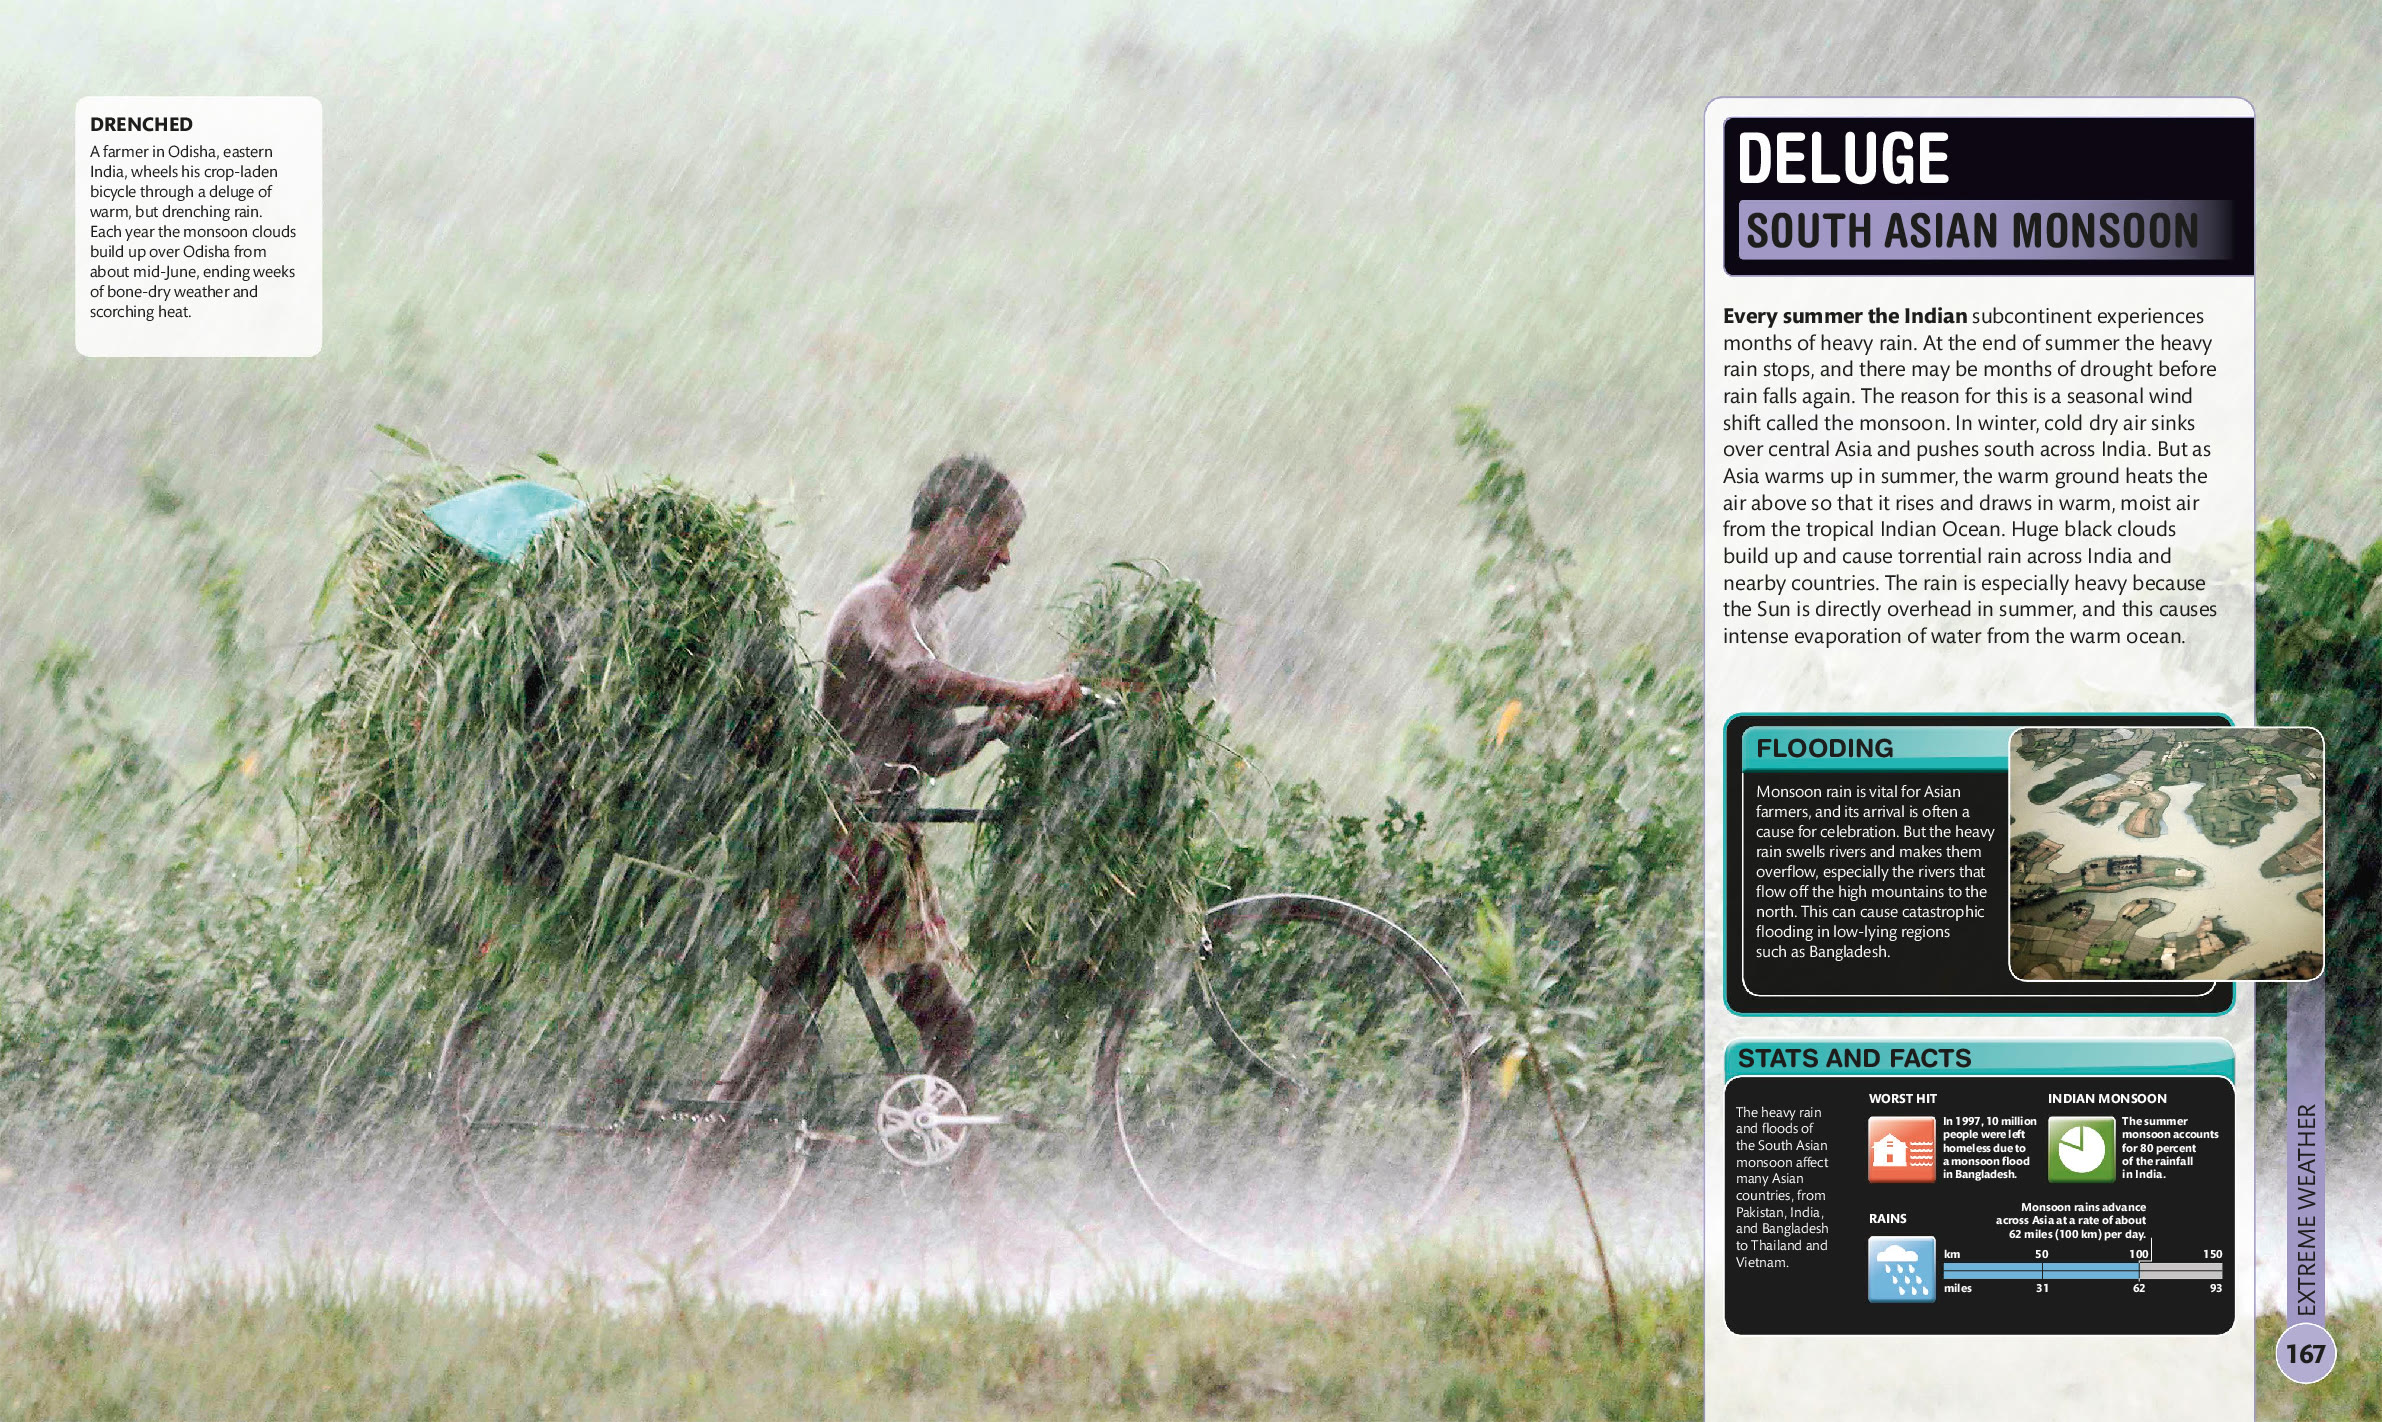 DRENCHED
A farmer in Odisha, eastern
India, wheels his crop-laden
bicycle through a deluge of
warm, but drenching rain.
Each year the monsoon clouds
build up over Odisha from
about mid-June, ending weeks
of bone-dry weather and
scorching heat.
DELUGE
SOUTH ASIAN MONSOON
Every summer the Indian subcontinent experiences
months of heavy rain. At the end of summer the heavy
rain stops, and there may be months of drought before
rain falls again. The reason for this is a seasonal wind
shift called the monsoon. In winter, cold dry air sinks
over central Asia and pushes south across India. But as
Asia warms up in summer, the warm ground heats the
air above so that it rises and draws in warm, moist air
from the tropical Indian Ocean. Huge black clouds
build up and cause torrential rain across India and
nearby countries. The rain is especially heavy because
the Sun is directly overhead in summer, and this causes
intense evaporation of water from the warm ocean.
FLOODING
Monsoon rain is vital for Asian
farmers, and its arrival is often a
cause for celebration. But the heavy
rain swells rivers and makes them
overflow, especially the rivers that
flow off the high mountains to the
north. This can cause catastrophic
flooding in low-lying regions
such as Bangladesh.
STATS AND FACTS
The heavy rain
and floods of
the South Asian
monsoon affect
many Asian
countries, from
Pakistan, India,
and Bangladesh
to Thailand and
Vietnam.
WORST HIT
In 1997, 10 million
people were left
homeless due to
a monsoon flood
in Bangladesh.
INDIAN MONSOON
The summer
monsoon accounts
for 80 percent
of the rainfall
in India.
RAINS
Monsoon rains advance
across Asia at a rate of about
62 miles (100 km) per day.
km 50 100 150
miles 31 62 93
EXTREME WEATHER
167